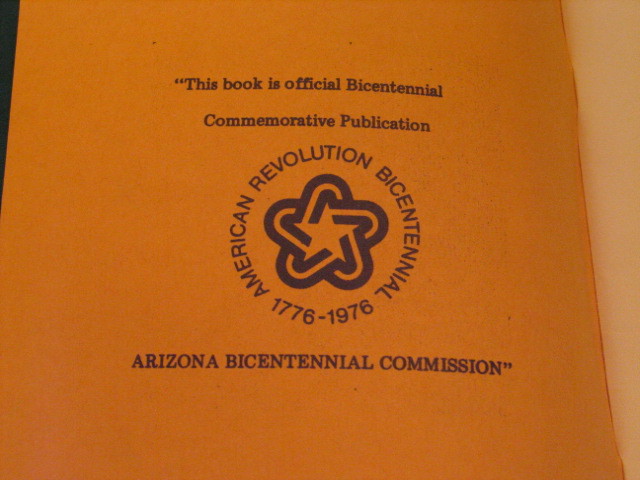 “This book is official Bicentennial
Commemorative Publication
AMERICAN REVOLUTION BICENTENNIAL
1776-1976
ARIZONA BICENTENNIAL COMMISSION”